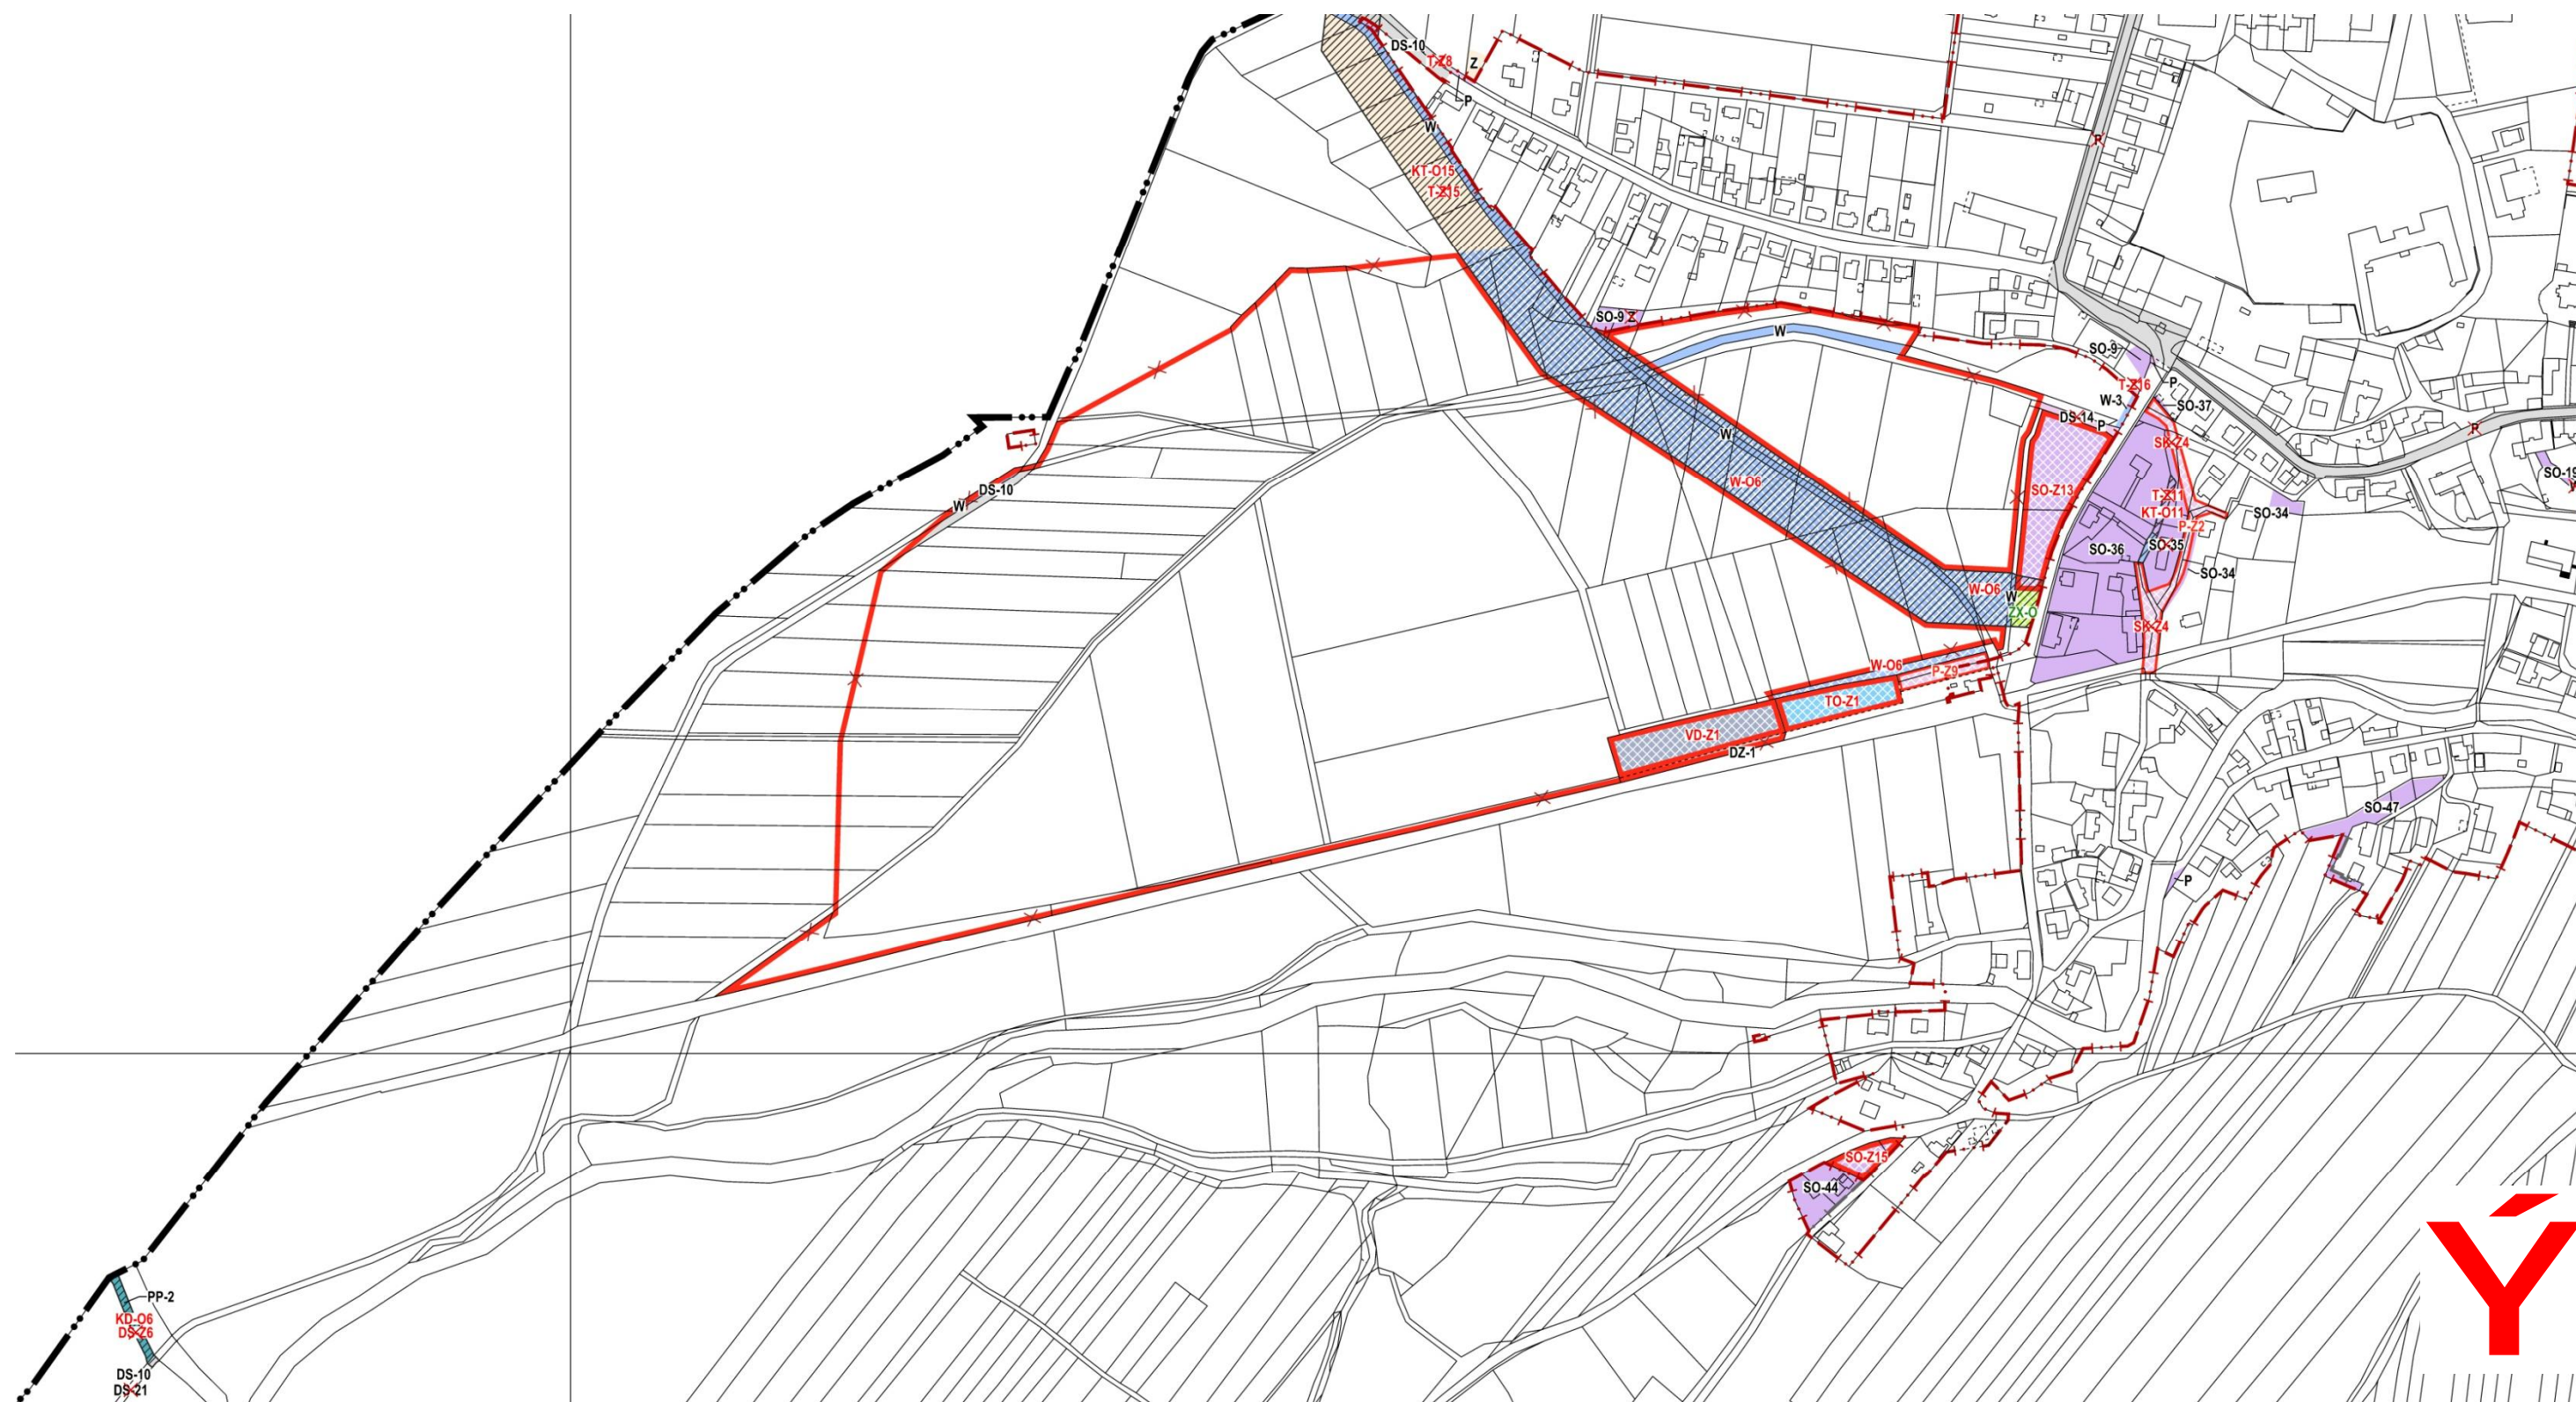 DS-10
T-Z8
Z
P
W
P
KT-O15
T-Z15
SO-9
Z
W
SO-9
P
T-Z16
W-3
SO-37
DS-14
P
P
SK-Z4
SO-19
W
W-O6
SO-Z13
DS-10
W
T-Z11
KT-O11
SO-34
P-Z2
SO-36
SO-35
SO-34
W-O6
W
ZX-O
SK-Z4
W-O6
P-Z9
TO-Z1
VD-Z1
DZ-1
SO-47
P
SO-Z15
SO-44
Ý
PP-2
KD-O6
DS-Z6
DS-10
DS-21